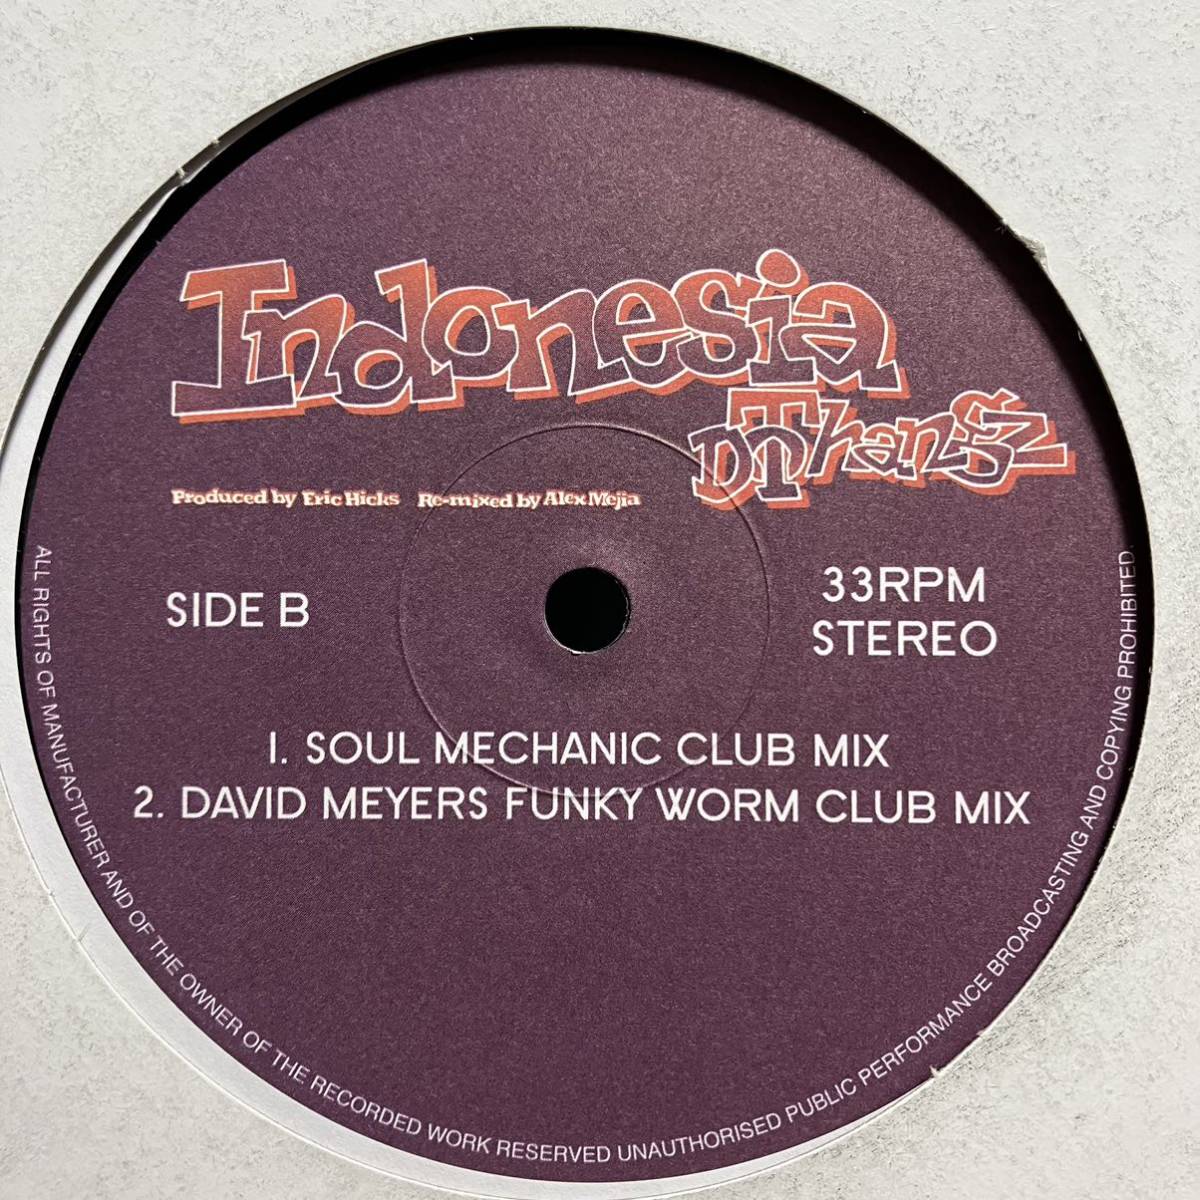 Indonesia
Do Thangz
Produced by Eric Hicks Re-mixed by Alex Mejia
SIDE B
33RPM
STEREO
1. SOUL MECHANIC CLUB MIX
2. DAVID MEYERS FUNKY WORM CLUB MIX
ALL RIGHTS OF MANUFACTURER AND OF THE OWNER OF THE RECORDED WORK RESERVED UNAUTHORISED PUBLIC PERFORMANCE BROADCASTING AND COPYING PROHIBITED.